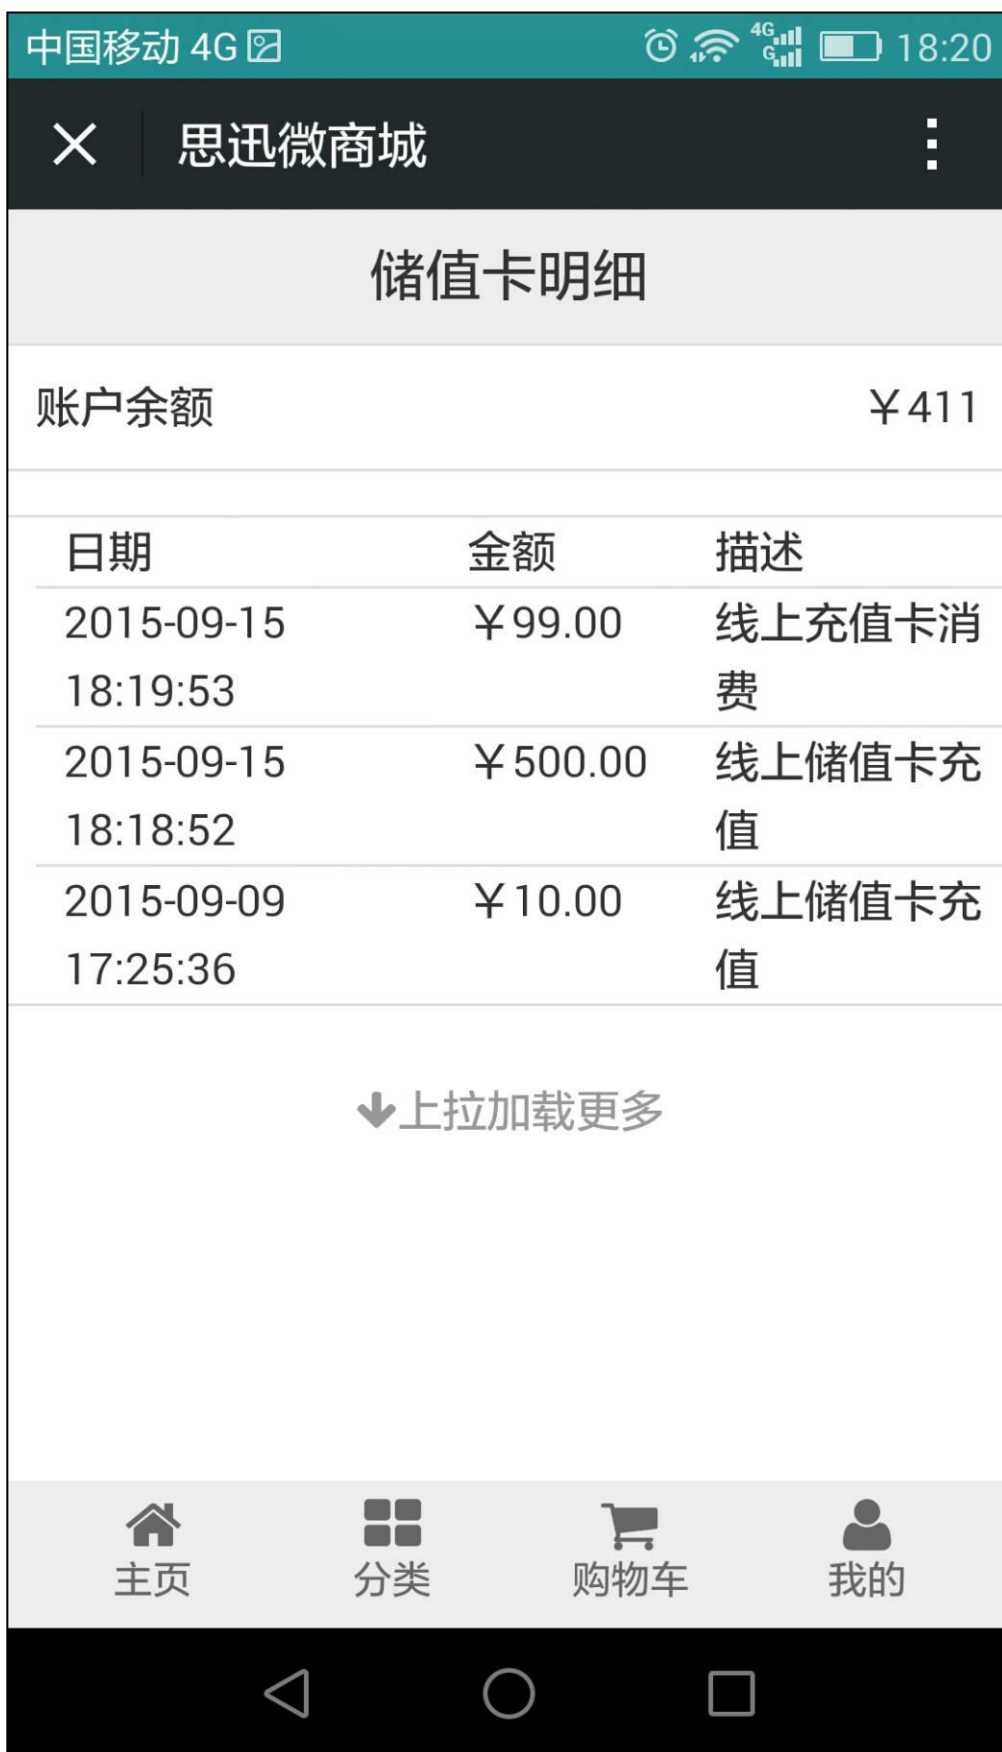 中国移动 4G 18:20
思迅微商城
储值卡明细
账户余额 ￥411
日期 金额 描述
2015-09-15 ￥99.00 线上充值卡消
18:19:53 费
2015-09-15 ￥500.00 线上储值卡充
18:18:52 值
2015-09-09 ￥10.00 线上储值卡充
17:25:36 值
上拉加载更多
主页 分类 购物车 我的